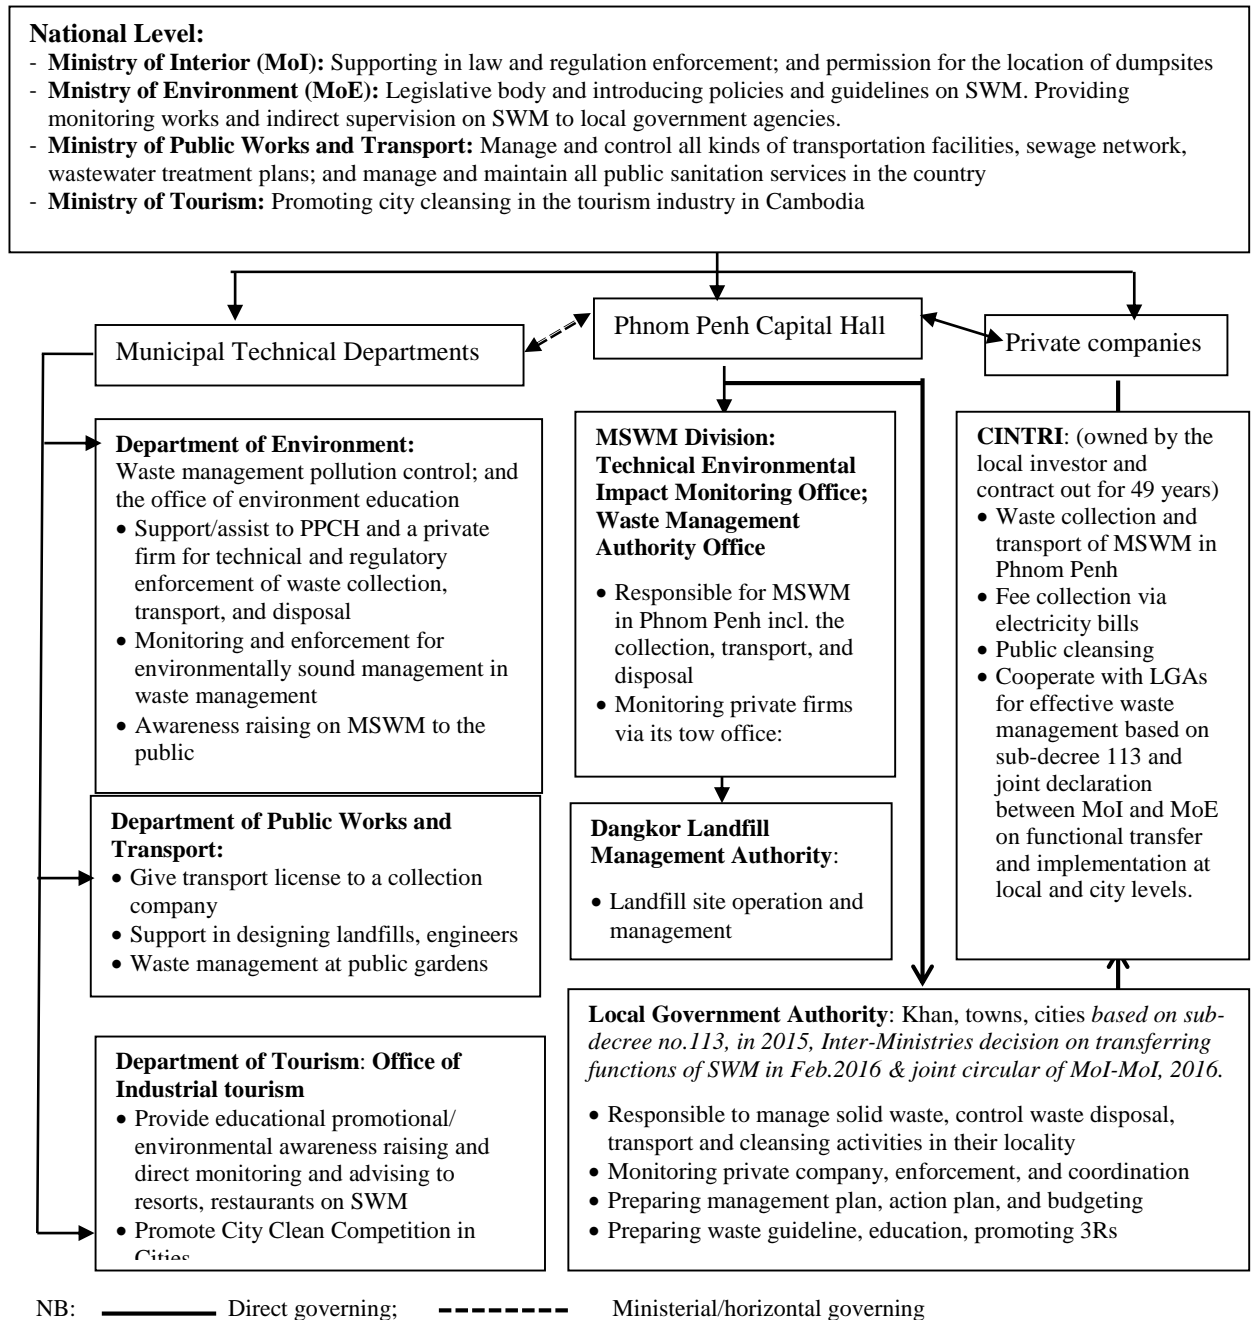 National Level:
- Ministry of Interior (MoI): Supporting in law and regulation enforcement; and permission for the location of dumpsites
- Mnistry of Environment (MoE): Legislative body and introducing policies and guidelines on SWM. Providing
monitoring works and indirect supervision on SWM to local government agencies.
- Ministry of Public Works and Transport: Manage and control all kinds of transportation facilities, sewage network,
wastewater treatment plans; and manage and maintain all public sanitation services in the country
- Ministry of Tourism: Promoting city cleansing in the tourism industry in Cambodia
Municipal Technical Departments
Phnom Penh Capital Hall
Private companies
Department of Environment:
Waste management pollution control; and
the office of environment education
• Support/assist to PPCH and a private
firm for technical and regulatory
enforcement of waste collection,
transport, and disposal
• Monitoring and enforcement for
environmentally sound management in
waste management
• Awareness raising on MSWM to the
public
Department of Public Works and
Transport:
• Give transport license to a collection
company
• Support in designing landfills, engineers
• Waste management at public gardens
Department of Tourism: Office of
Industrial tourism
• Provide educational promotional/
environmental awareness raising and
direct monitoring and advising to
resorts, restaurants on SWM
• Promote City Clean Competition in
Cities
MSWM Division:
Technical Environmental
Impact Monitoring Office;
Waste Management
Authority Office
• Responsible for MSWM
in Phnom Penh incl. the
collection, transport, and
disposal
• Monitoring private firms
via its tow office:
Dangkor Landfill
Management Authority:
• Landfill site operation and
management
CINTRI: (owned by the
local investor and
contract out for 49 years)
• Waste collection and
transport of MSWM in
Phnom Penh
• Fee collection via
electricity bills
• Public cleansing
• Cooperate with LGAs
for effective waste
management based on
sub-decree 113 and
joint declaration
between MoI and MoE
on functional transfer
and implementation at
local and city levels.
Local Government Authority: Khan, towns, cities based on sub-
decree no.113, in 2015, Inter-Ministries decision on transferring
functions of SWM in Feb.2016 & joint circular of MoI-MoI, 2016.
• Responsible to manage solid waste, control waste disposal,
transport and cleansing activities in their locality
• Monitoring private company, enforcement, and coordination
• Preparing management plan, action plan, and budgeting
• Preparing waste guideline, education, promoting 3Rs
NB: Direct governing; Ministerial/horizontal governing